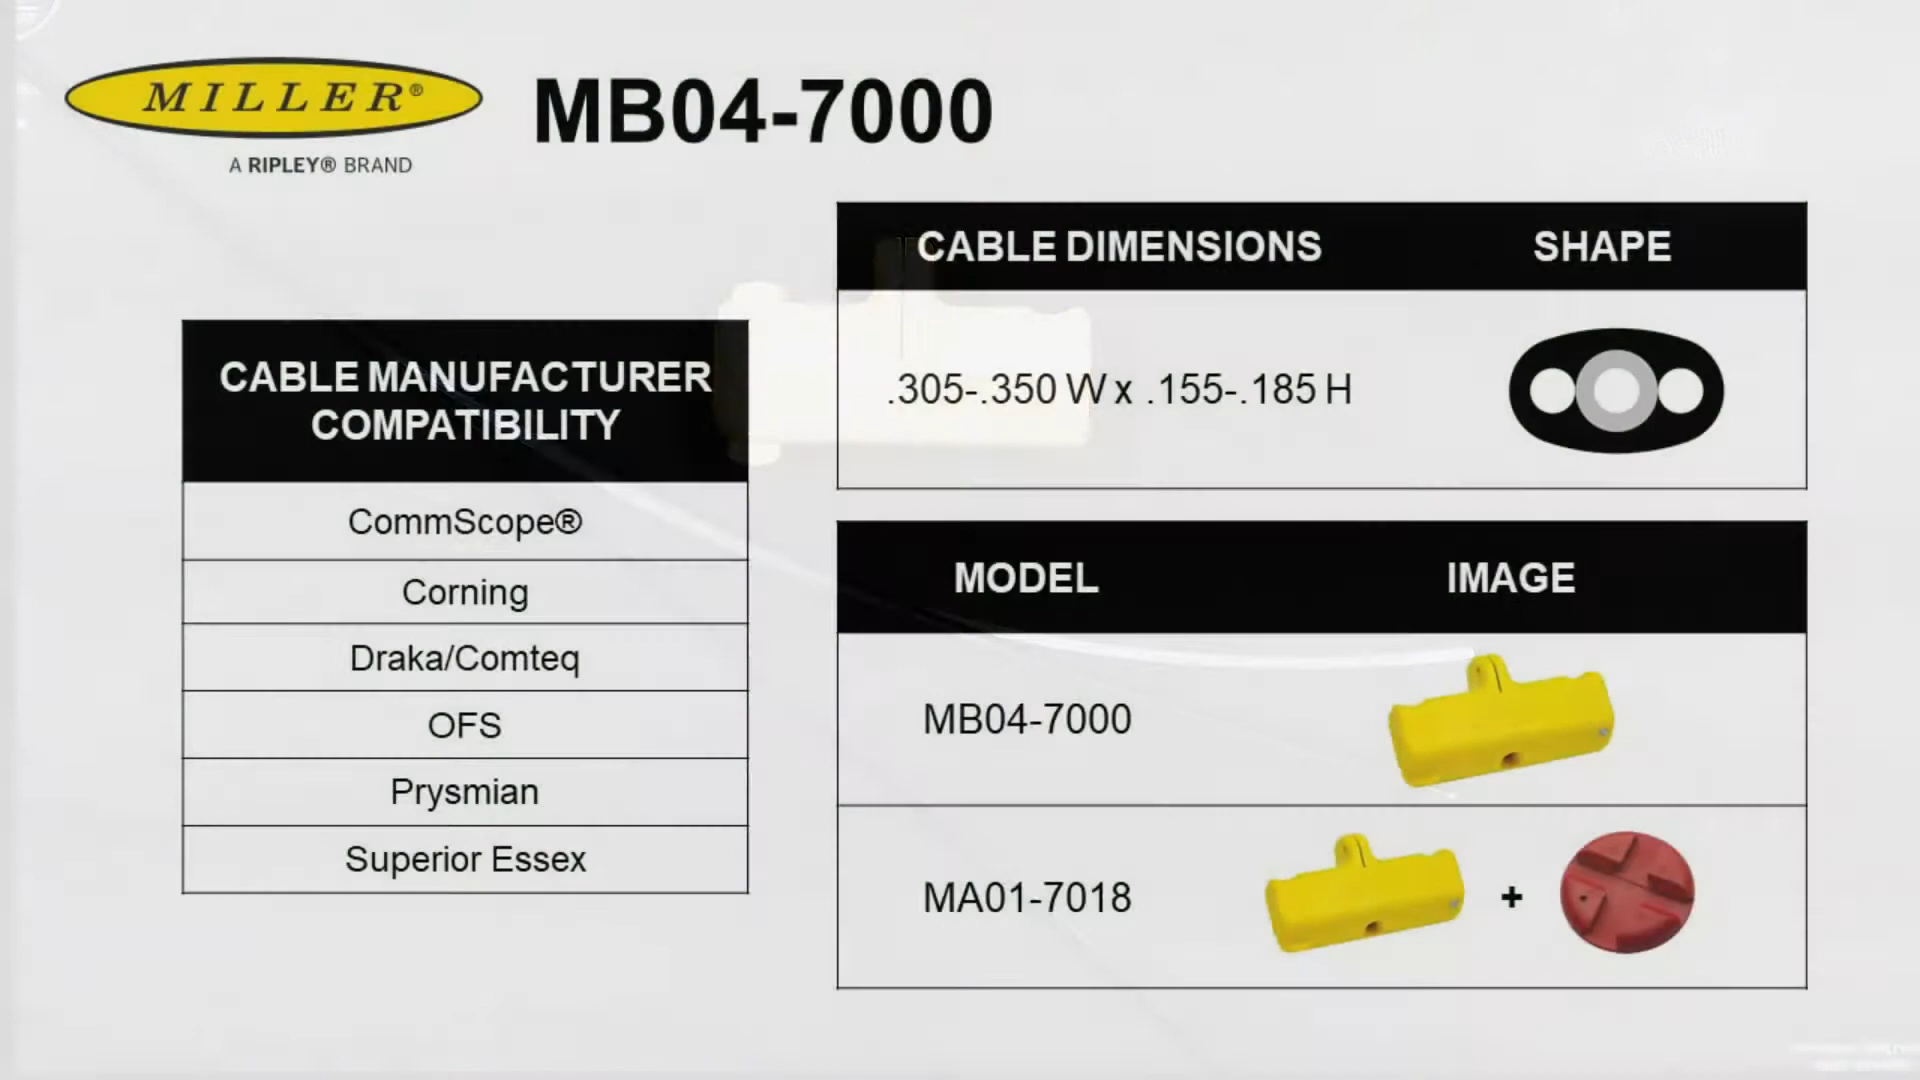 MILLER®
A RIPLEY® BRAND
MB04-7000
CABLE MANUFACTURER
COMPATIBILITY
CommScope®
Corning
Draka/Comteq
OFS
Prysmian
Superior Essex
CABLE DIMENSIONS SHAPE
.305-.350 W x .155-.185 H
MODEL IMAGE
MB04-7000
MA01-7018 +